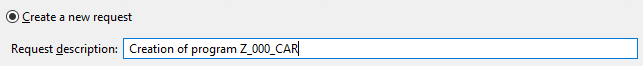 Create a new request
Request description: Creation of program Z_000_CAR